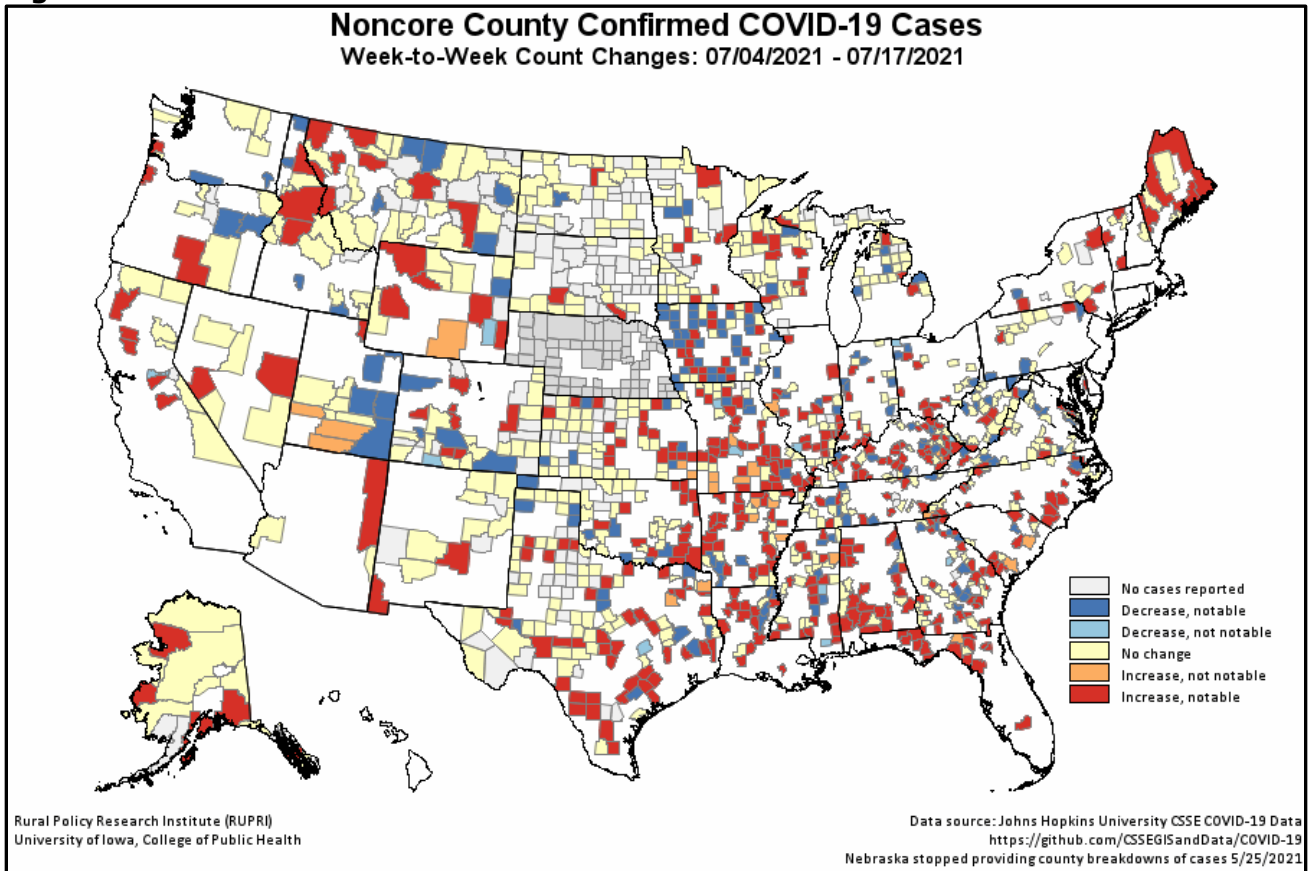 Noncore County Confirmed COVID-19 Cases
Week-to-Week Count Changes: 07/04/2021 - 07/17/2021
No cases reported
Decrease, notable
Decrease, not notable
No change
Increase, not notable
Increase, notable
Rural Policy Research Institute (RUPRI)
University of Iowa, College of Public Health
Data source: Johns Hopkins University CSSE COVID-19 Data
https://github.com/CSSEGISandData/COVID-19
Nebraska stopped providing county breakdowns of cases 5/25/2021